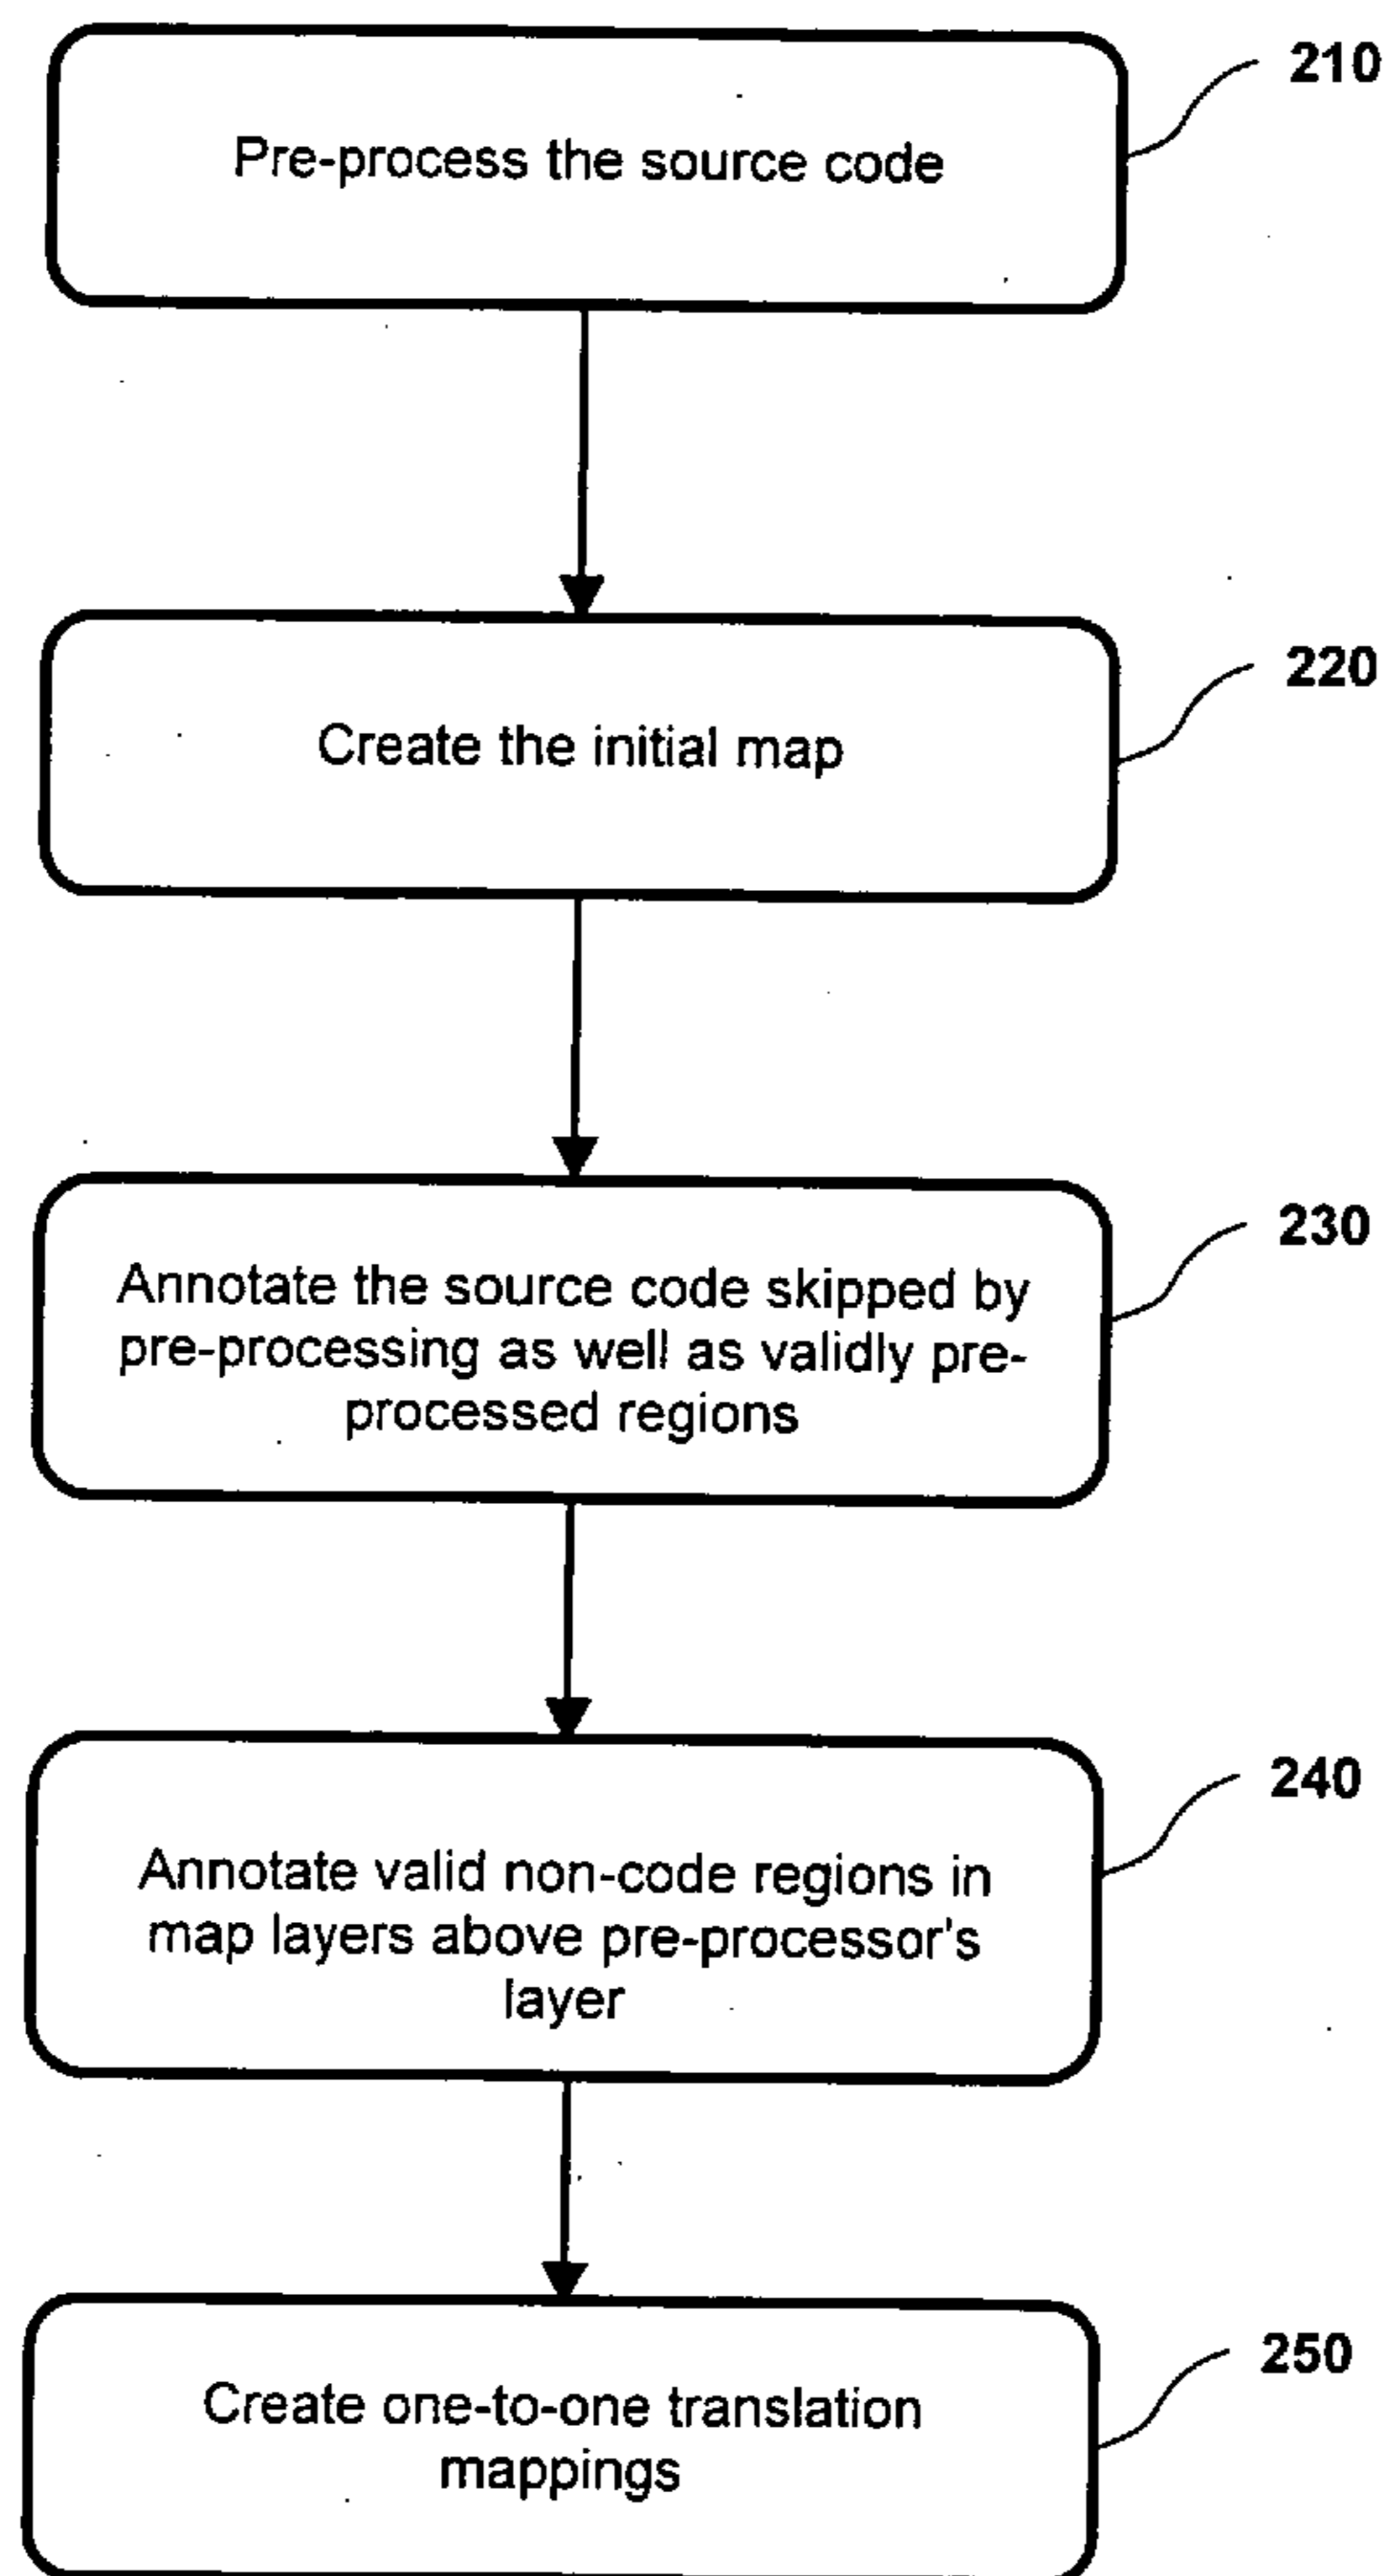 210
Pre-process the source code
220
Create the initial map
230
Annotate the source code skipped by
pre-processing as well as validly pre-
processed regions
240
Annotate valid non-code regions in
map layers above pre-processor's
layer
250
Create one-to-one translation
mappings